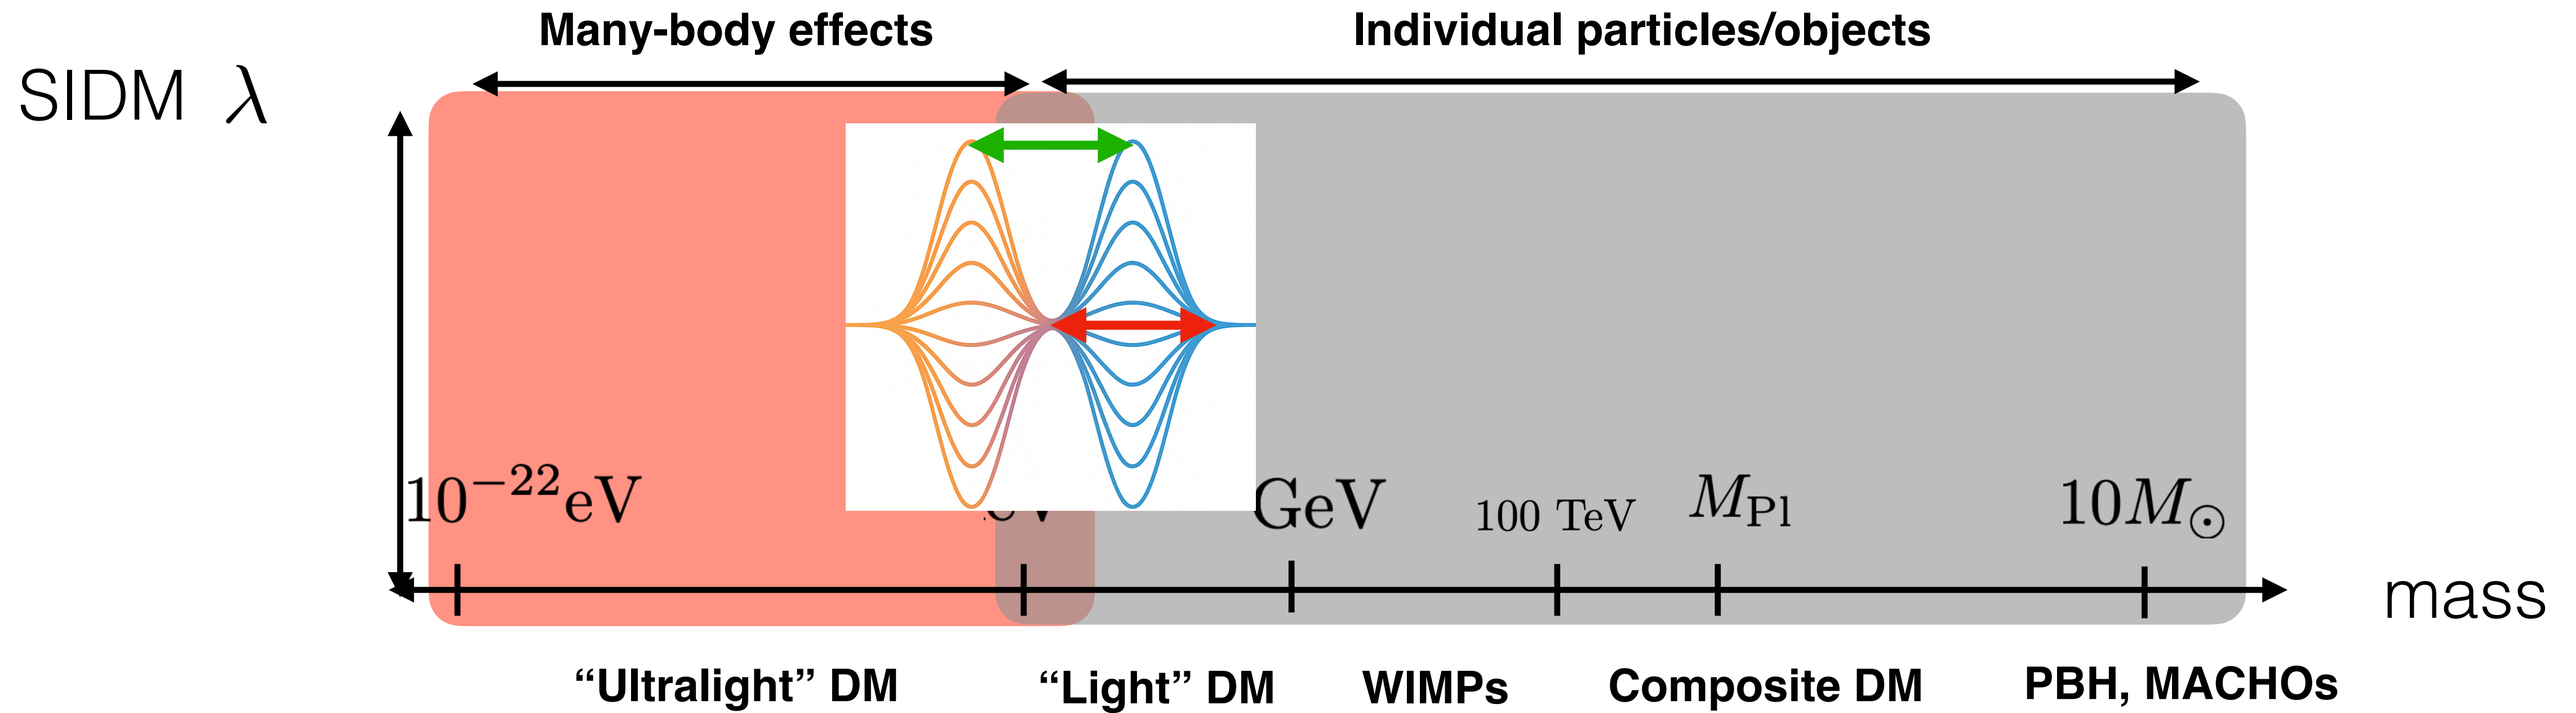 Many-body effects
Individual particles/objects
SIDM λ
10⁻²²eV
GeV
100 TeV
M_Pl
10M_⊙
mass
“Ultralight” DM
“Light” DM
WIMPs
Composite DM
PBH, MACHOs